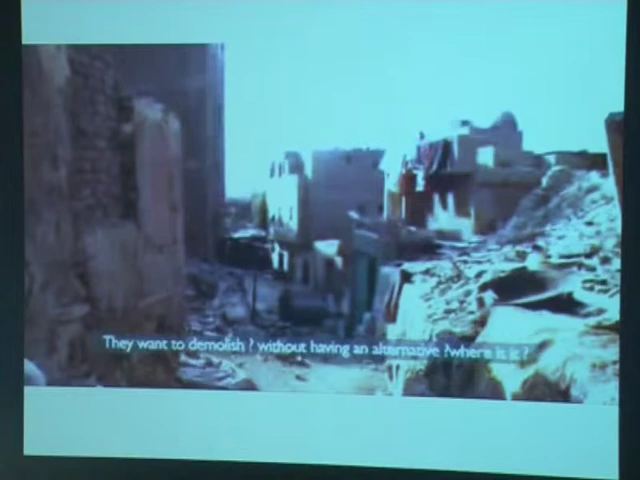 They want to demolish ? without having an alternative ?where is it ?